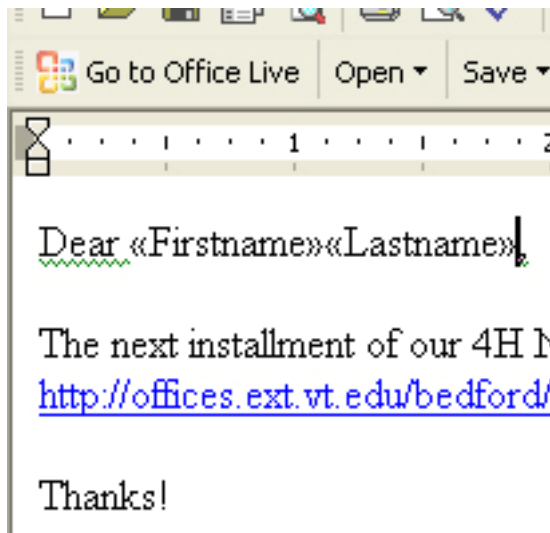 Go to Office Live Open Save
1 2
Dear «Firstname»«Lastname»,
The next installment of our 4H
http://offices.ext.vt.edu/bedford/
Thanks!